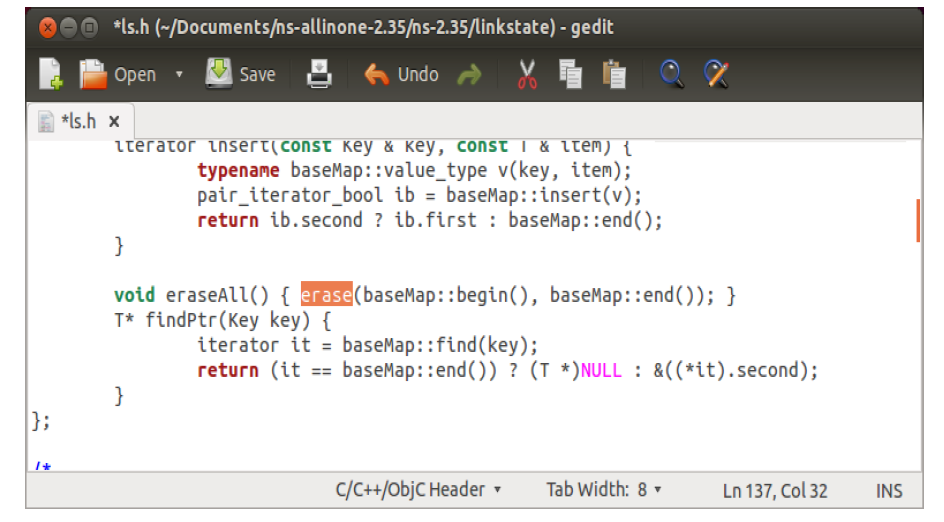 *ls.h (~/Documents/ns-allinone-2.35/ns-2.35/linkstate) - gedit
Open Save Undo
*ls.h x
iterator insert(const Key & key, const T & item) {
typename baseMap::value_type v(key, item);
pair_iterator_bool ib = baseMap::insert(v);
return ib.second ? ib.first : baseMap::end();
}
void eraseAll() { erase(baseMap::begin(), baseMap::end()); }
T* findPtr(Key key) {
iterator it = baseMap::find(key);
return (it == baseMap::end()) ? (T *)NULL : &((*it).second);
}
};
/*
C/C++/ObjC Header Tab Width: 8 Ln 137, Col 32 INS